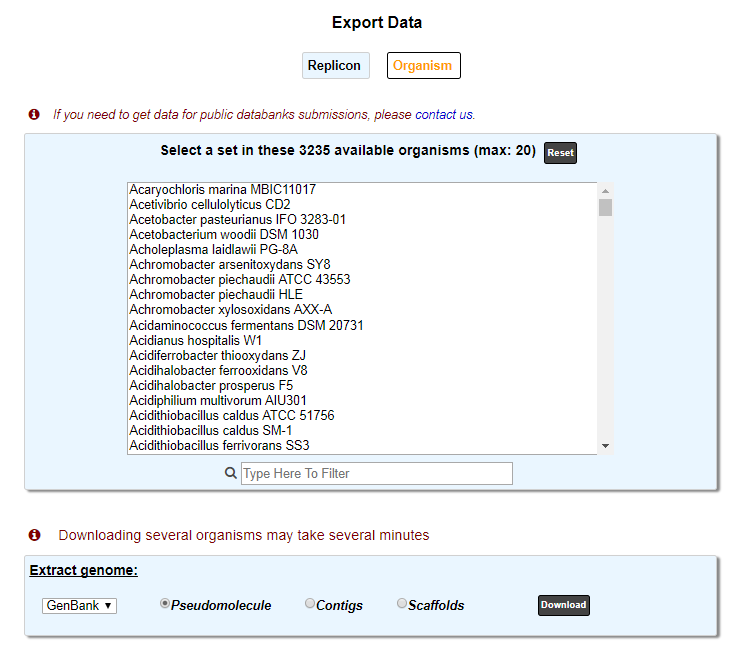 Export Data
Replicon Organism
If you need to get data for public databanks submissions, please contact us.
Select a set in these 3235 available organisms (max: 20) Reset
Acaryochloris marina MBIC11017
Acetivibrio cellulolyticus CD2
Acetobacter pasteurianus IFO 3283-01
Acetobacterium woodii DSM 1030
Acholeplasma laidlawii PG-8A
Achromobacter arsenitoxydans SY8
Achromobacter piechaudii ATCC 43553
Achromobacter piechaudii HLE
Achromobacter xylosoxidans AXX-A
Acidaminococcus fermentans DSM 20731
Acidianus hospitalis W1
Acidiferrobacter thiooxydans ZJ
Acidihalobacter ferrooxidans V8
Acidihalobacter prosperus F5
Acidiphilium multivorum AIU301
Acidithiobacillus caldus ATCC 51756
Acidithiobacillus caldus SM-1
Acidithiobacillus ferrivorans SS3
Type Here To Filter
Downloading several organisms may take several minutes
Extract genome:
GenBank Pseudomolecule Contigs Scaffolds Download